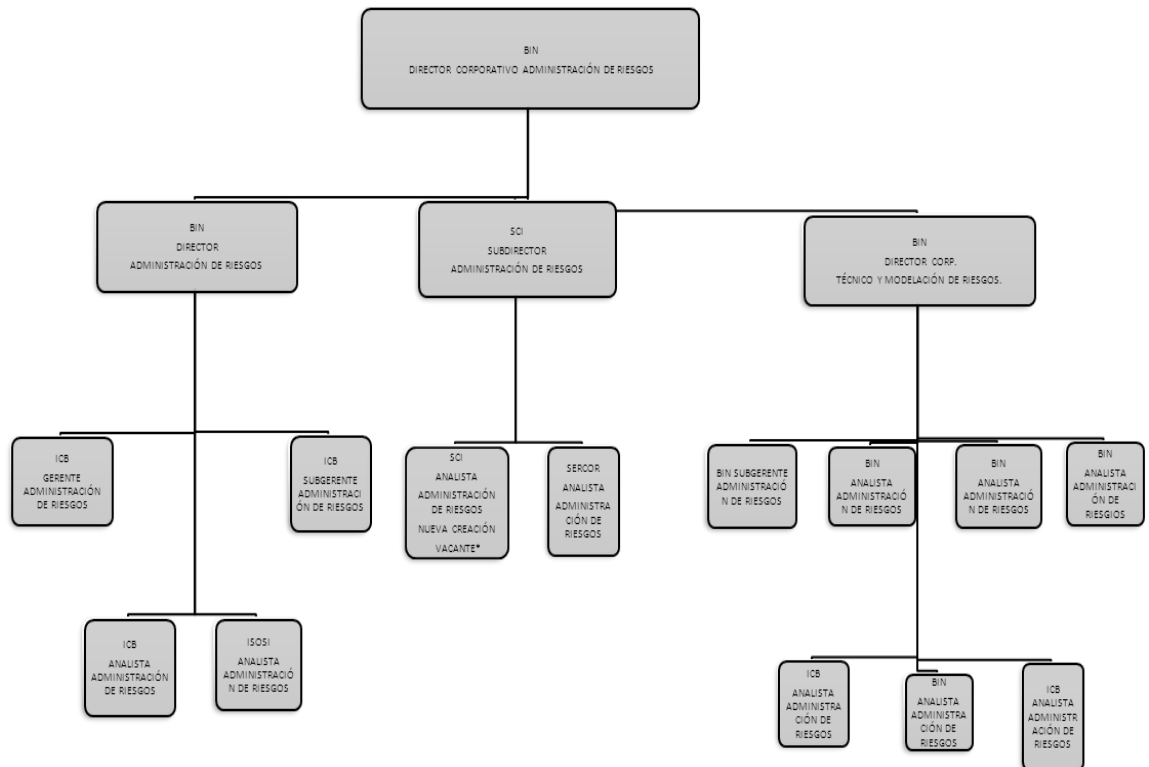 BIN
DIRECTOR CORPORATIVO ADMINISTRACIÓN DE RIESGOS
BIN
DIRECTOR
ADMINISTRACIÓN DE RIESGOS
SCI
SUBDIRECTOR
ADMINISTRACIÓN DE RIESGOS
BIN
DIRECTOR CORP.
TÉCNICO Y MODELACIÓN DE RIESGOS.
ICB
GERENTE
ADMINISTRACIÓN
DE RIESGOS
ICB
SUBGERENTE
ADMINISTRACI
ÓN DE RIESGOS
SCI
ANALISTA
ADMINISTRACIÓN
DE RIESGOS
NUEVA CREACIÓN
VACANTE*
SERCOR
ANALISTA
ADMINISTRA
CIÓN DE
RIESGOS
BIN SUBGERENTE
ADMINISTRACIÓ
N DE RIESGOS
BIN
ANALISTA
ADMINISTRACIÓ
N DE RIESGOS
BIN
ANALISTA
ADMINISTRACIÓ
N DE RIESGOS
BIN
ANALISTA
ADMINISTRACI
ÓN DE
RIESGIOS
ICB
ANALISTA
ADMINISTRACIÓN
DE RIESGOS
ISOSI
ANALISTA
ADMINISTRACIÓ
N DE RIESGOS
ICB
ANALISTA
ADMINISTRA
CIÓN DE
RIESGOS
BIN
ANALISTA
ADMINISTRA
CIÓN DE
RIESGOS
ICB
ANALISTA
ADMINISTR
ACIÓN DE
RIESGOS